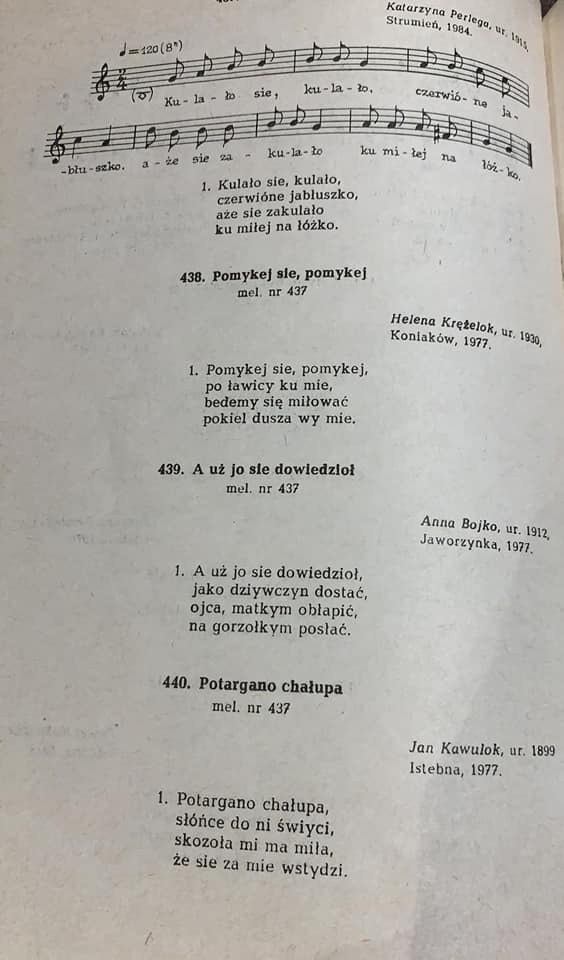 Katarzyna Perlega, ur. 1915,
Strumień, 1984.
♩=120(8")
2/4
Ku-la-ło sie, ku-la-ło, czerwió-ne ja-
-błu-szko. a-że sie za-ku-la-ło ku mi-łej na łóż-ko.
1. Kulało sie, kulało,
czerwióne jabłuszko,
aże sie zakulało
ku miłej na łóżko.
438. Pomykej sie, pomykej
mel. nr 437
Helena Krężelok, ur. 1930,
Koniaków, 1977.
1. Pomykej sie, pomykej,
po ławicy ku mie,
bedemy się miłować
pokiel dusza wy mie.
439. A uż jo sie dowiedzioł
mel. nr 437
Anna Bojko, ur. 1912,
Jaworzynka, 1977.
1. A uż jo sie dowiedzioł,
jako dziywczyn dostać,
ojca, matkym obłapić,
na gorzołkym posłać.
440. Potargano chałupa
mel. nr 437
Jan Kawulok, ur. 1899
Istebna, 1977.
1. Potargano chałupa,
słóńce do ni świyci,
skozoła mi ma miła,
że sie za mie wstydzi.